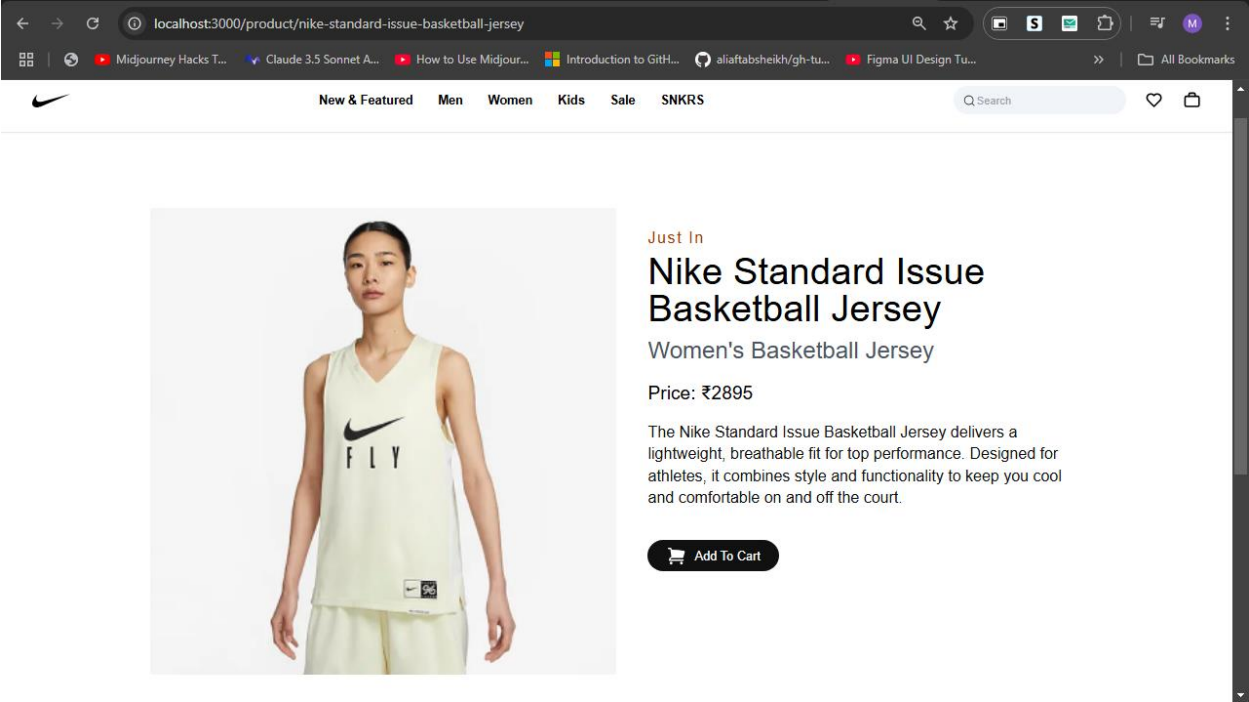 localhost:3000/product/nike-standard-issue-basketball-jersey
S
M
Midjourney Hacks T...
Claude 3.5 Sonnet A...
How to Use Midjour...
Introduction to GitH...
aliaftabsheikh/gh-tu...
Figma UI Design Tu...
»
All Bookmarks
New & Featured
Men
Women
Kids
Sale
SNKRS
Search
Just In
Nike Standard Issue
Basketball Jersey
Women's Basketball Jersey
Price: ₹2895
The Nike Standard Issue Basketball Jersey delivers a
lightweight, breathable fit for top performance. Designed for
athletes, it combines style and functionality to keep you cool
and comfortable on and off the court.
Add To Cart
FLY